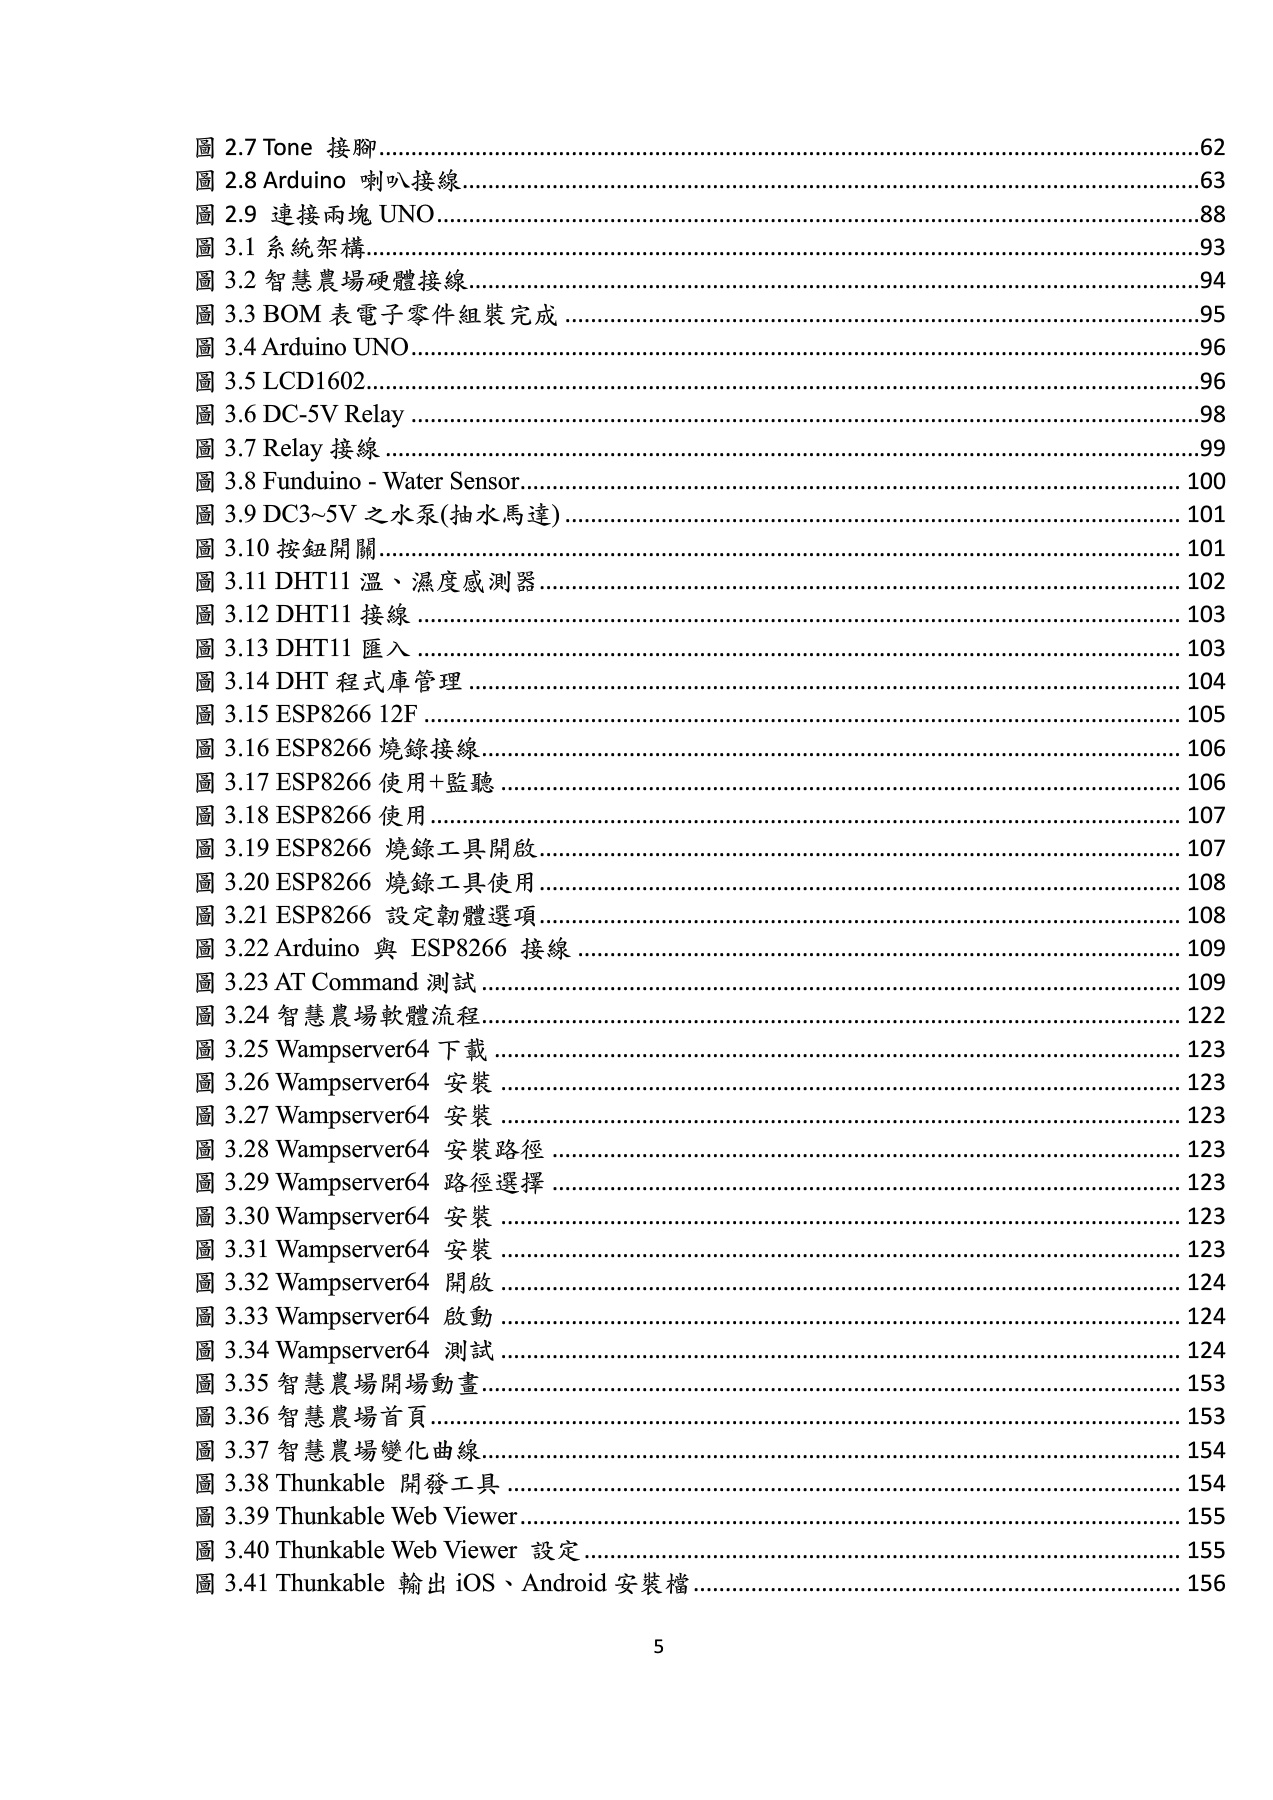 圖 2.7 Tone 接腳........................................62
圖 2.8 Arduino 喇叭接線........................................63
圖 2.9 連接兩塊 UNO........................................88
圖 3.1 系統架構........................................93
圖 3.2 智慧農場硬體接線........................................94
圖 3.3 BOM 表電子零件組裝完成 ........................................95
圖 3.4 Arduino UNO........................................96
圖 3.5 LCD1602........................................96
圖 3.6 DC-5V Relay ........................................98
圖 3.7 Relay 接線 ........................................99
圖 3.8 Funduino - Water Sensor........................................ 100
圖 3.9 DC3~5V 之水泵(抽水馬達) ........................................ 101
圖 3.10 按鈕開關........................................ 101
圖 3.11 DHT11 溫、濕度感測器........................................ 102
圖 3.12 DHT11 接線 ........................................ 103
圖 3.13 DHT11 匯入 ........................................ 103
圖 3.14 DHT 程式庫管理 ........................................ 104
圖 3.15 ESP8266 12F ........................................ 105
圖 3.16 ESP8266 燒錄接線........................................ 106
圖 3.17 ESP8266 使用+監聽 ........................................ 106
圖 3.18 ESP8266 使用........................................ 107
圖 3.19 ESP8266 燒錄工具開啟........................................ 107
圖 3.20 ESP8266 燒錄工具使用........................................ 108
圖 3.21 ESP8266 設定韌體選項........................................ 108
圖 3.22 Arduino 與 ESP8266 接線 ........................................ 109
圖 3.23 AT Command 測試 ........................................ 109
圖 3.24 智慧農場軟體流程........................................ 122
圖 3.25 Wampserver64 下載 ........................................ 123
圖 3.26 Wampserver64 安裝 ........................................ 123
圖 3.27 Wampserver64 安裝 ........................................ 123
圖 3.28 Wampserver64 安裝路徑 ........................................ 123
圖 3.29 Wampserver64 路徑選擇 ........................................ 123
圖 3.30 Wampserver64 安裝 ........................................ 123
圖 3.31 Wampserver64 安裝 ........................................ 123
圖 3.32 Wampserver64 開啟 ........................................ 124
圖 3.33 Wampserver64 啟動 ........................................ 124
圖 3.34 Wampserver64 測試 ........................................ 124
圖 3.35 智慧農場開場動畫........................................ 153
圖 3.36 智慧農場首頁........................................ 153
圖 3.37 智慧農場變化曲線........................................ 154
圖 3.38 Thunkable 開發工具 ........................................ 154
圖 3.39 Thunkable Web Viewer........................................ 155
圖 3.40 Thunkable Web Viewer 設定........................................ 155
圖 3.41 Thunkable 輸出 iOS、Android 安裝檔........................................ 156
5